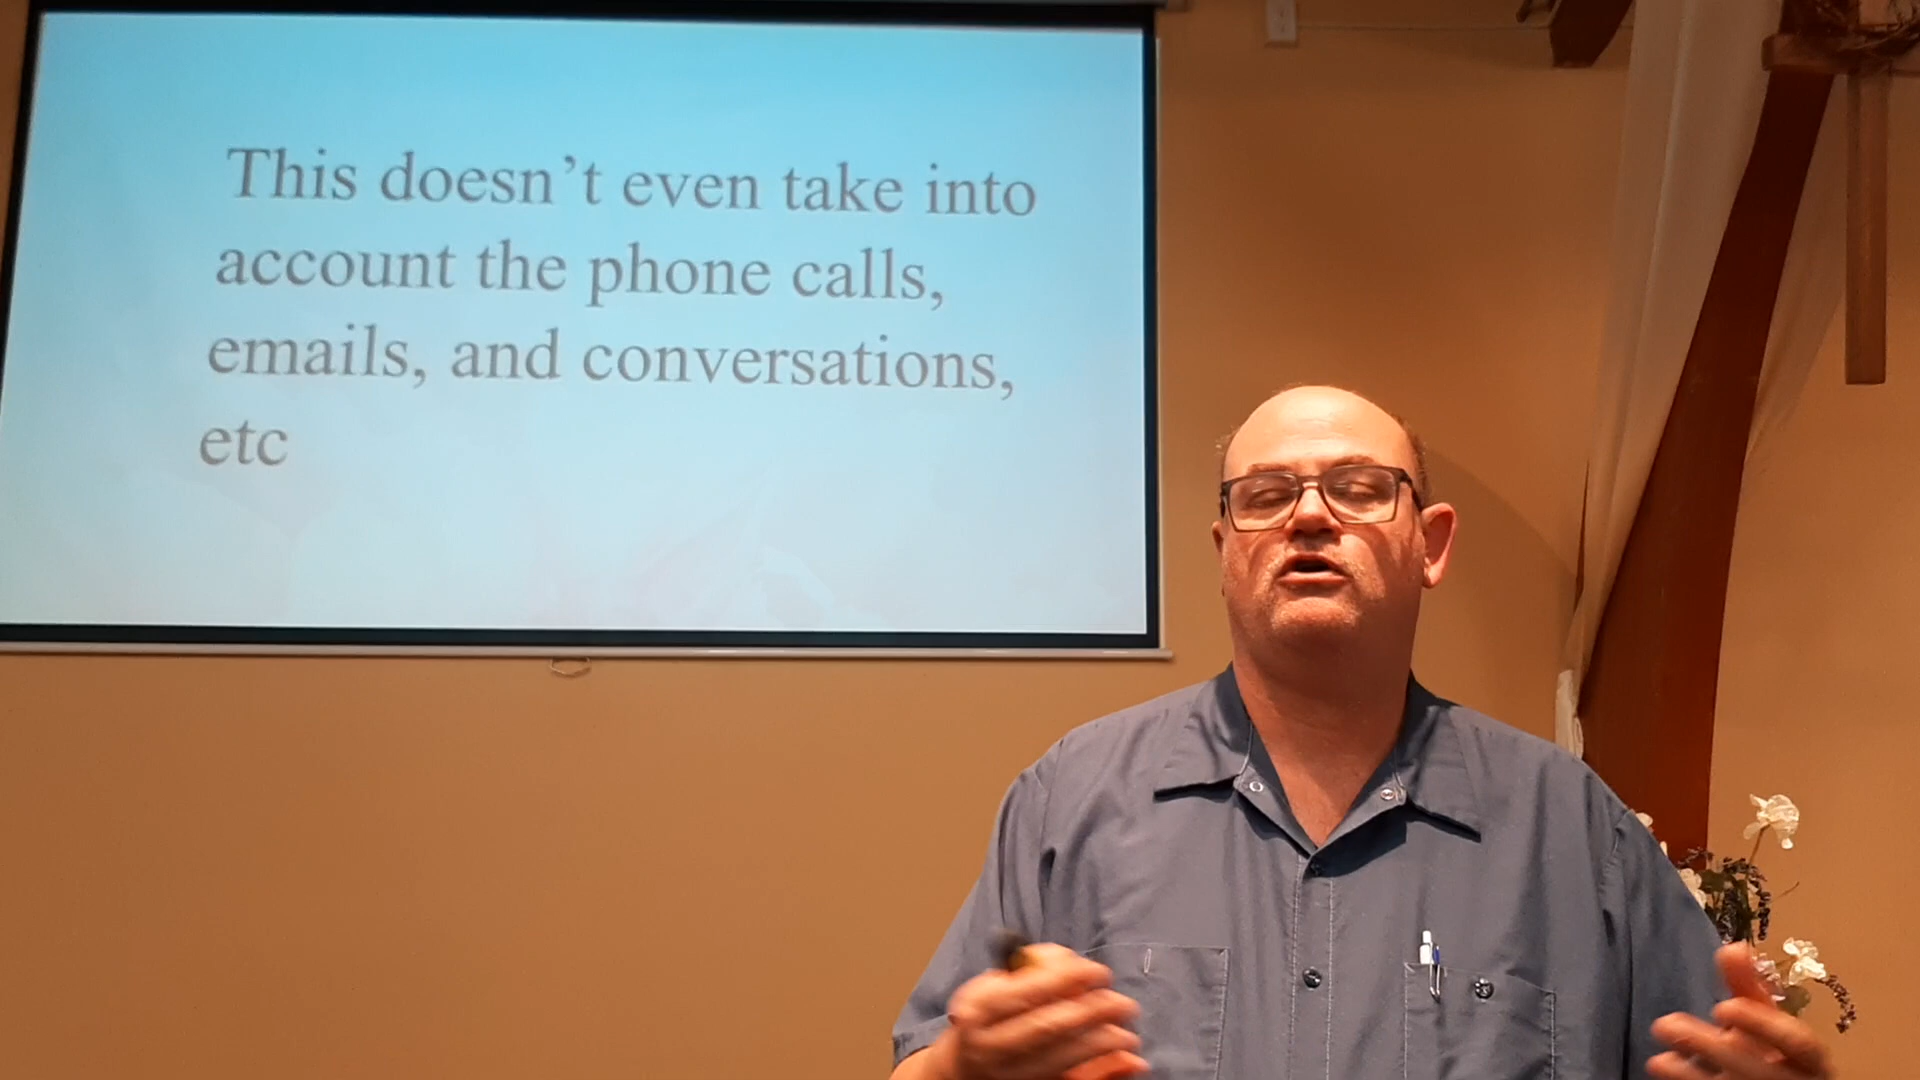 This doesn’t even take into
account the phone calls,
emails, and conversations,
etc